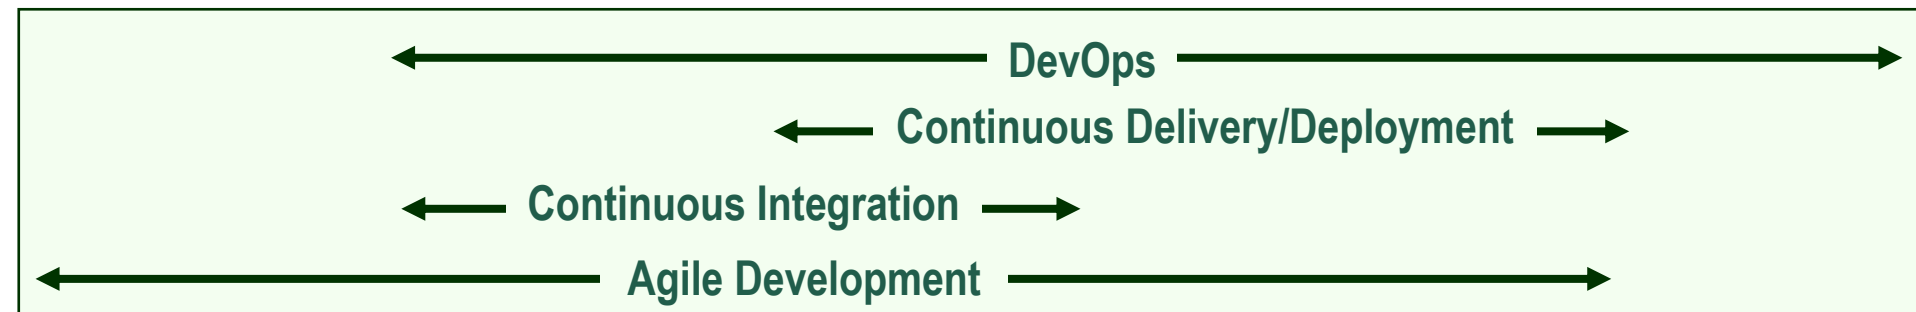 DevOps
Continuous Delivery/Deployment
Continuous Integration
Agile Development